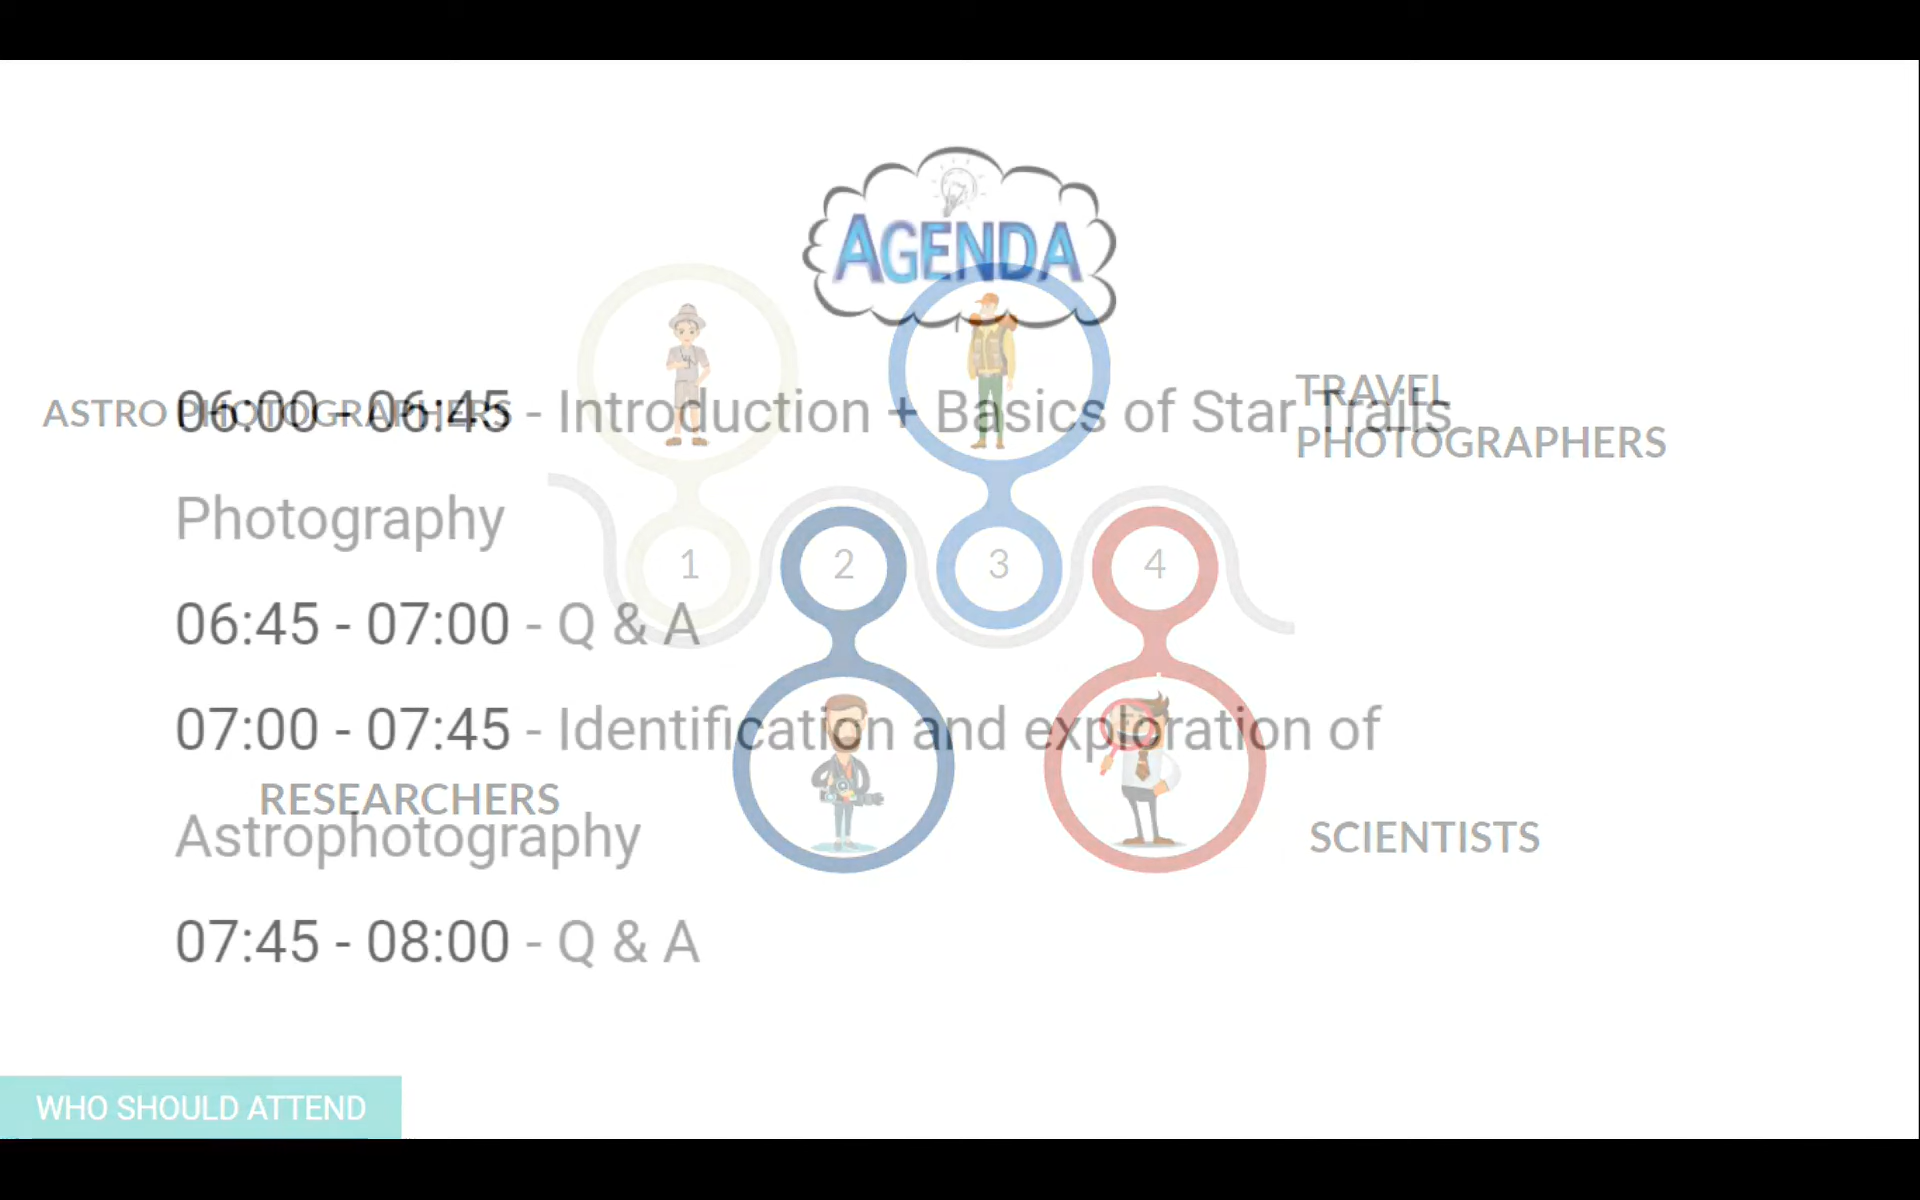 AGENDA
06:00 - 06:45 - Introduction + Basics of Star Trails
Photography
06:45 - 07:00 - Q & A
07:00 - 07:45 - Identification and exploration of
Astrophotography
07:45 - 08:00 - Q & A
ASTRO PHOTOGRAPHERS
TRAVEL
PHOTOGRAPHERS
1
2
3
4
RESEARCHERS
SCIENTISTS
WHO SHOULD ATTEND